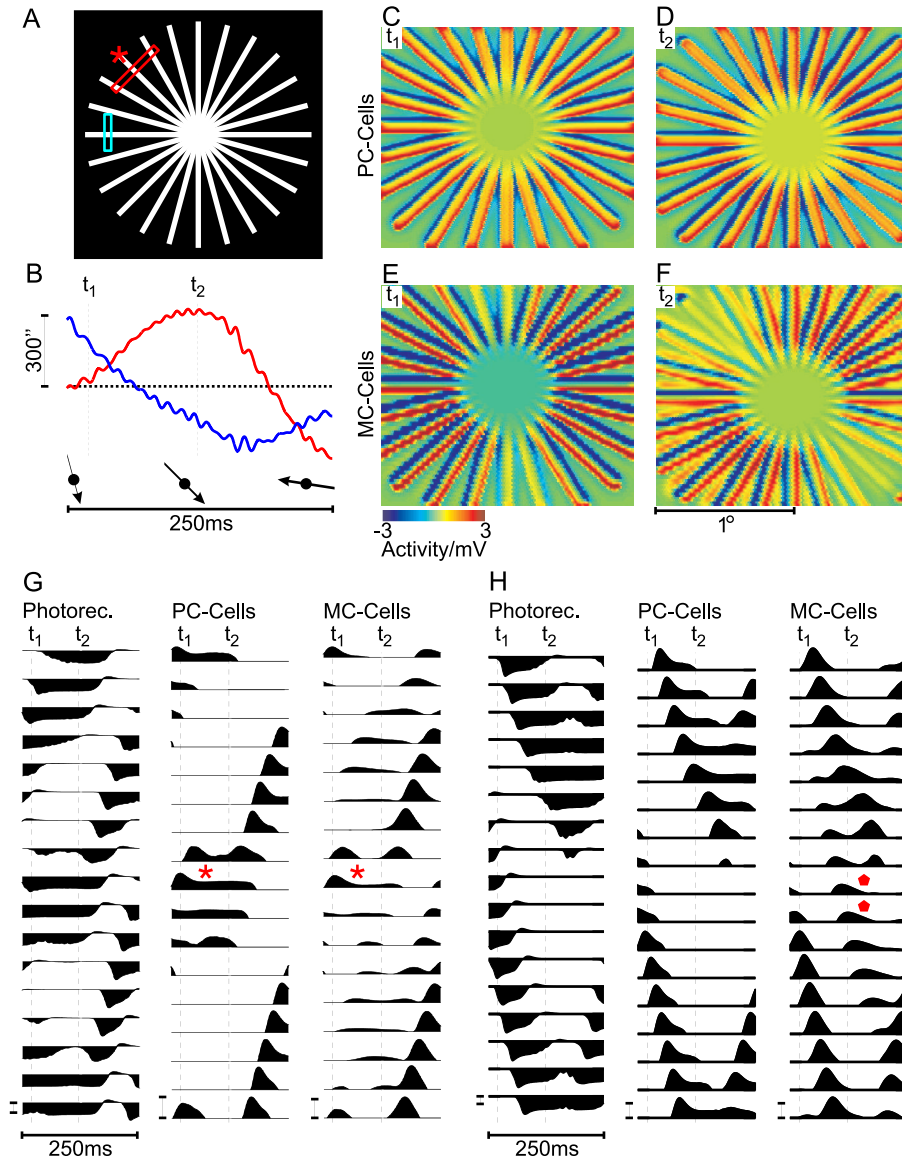 A
C
t1
D
t2
PC-Cells
B
t1
t2
300''
250ms
E
t1
F
t2
MC-Cells
-3
3
Activity/mV
1°
G
H
Photorec.
PC-Cells
MC-Cells
Photorec.
PC-Cells
MC-Cells
t1
t2
t1
t2
t1
t2
t1
t2
t1
t2
t1
t2
250ms
250ms